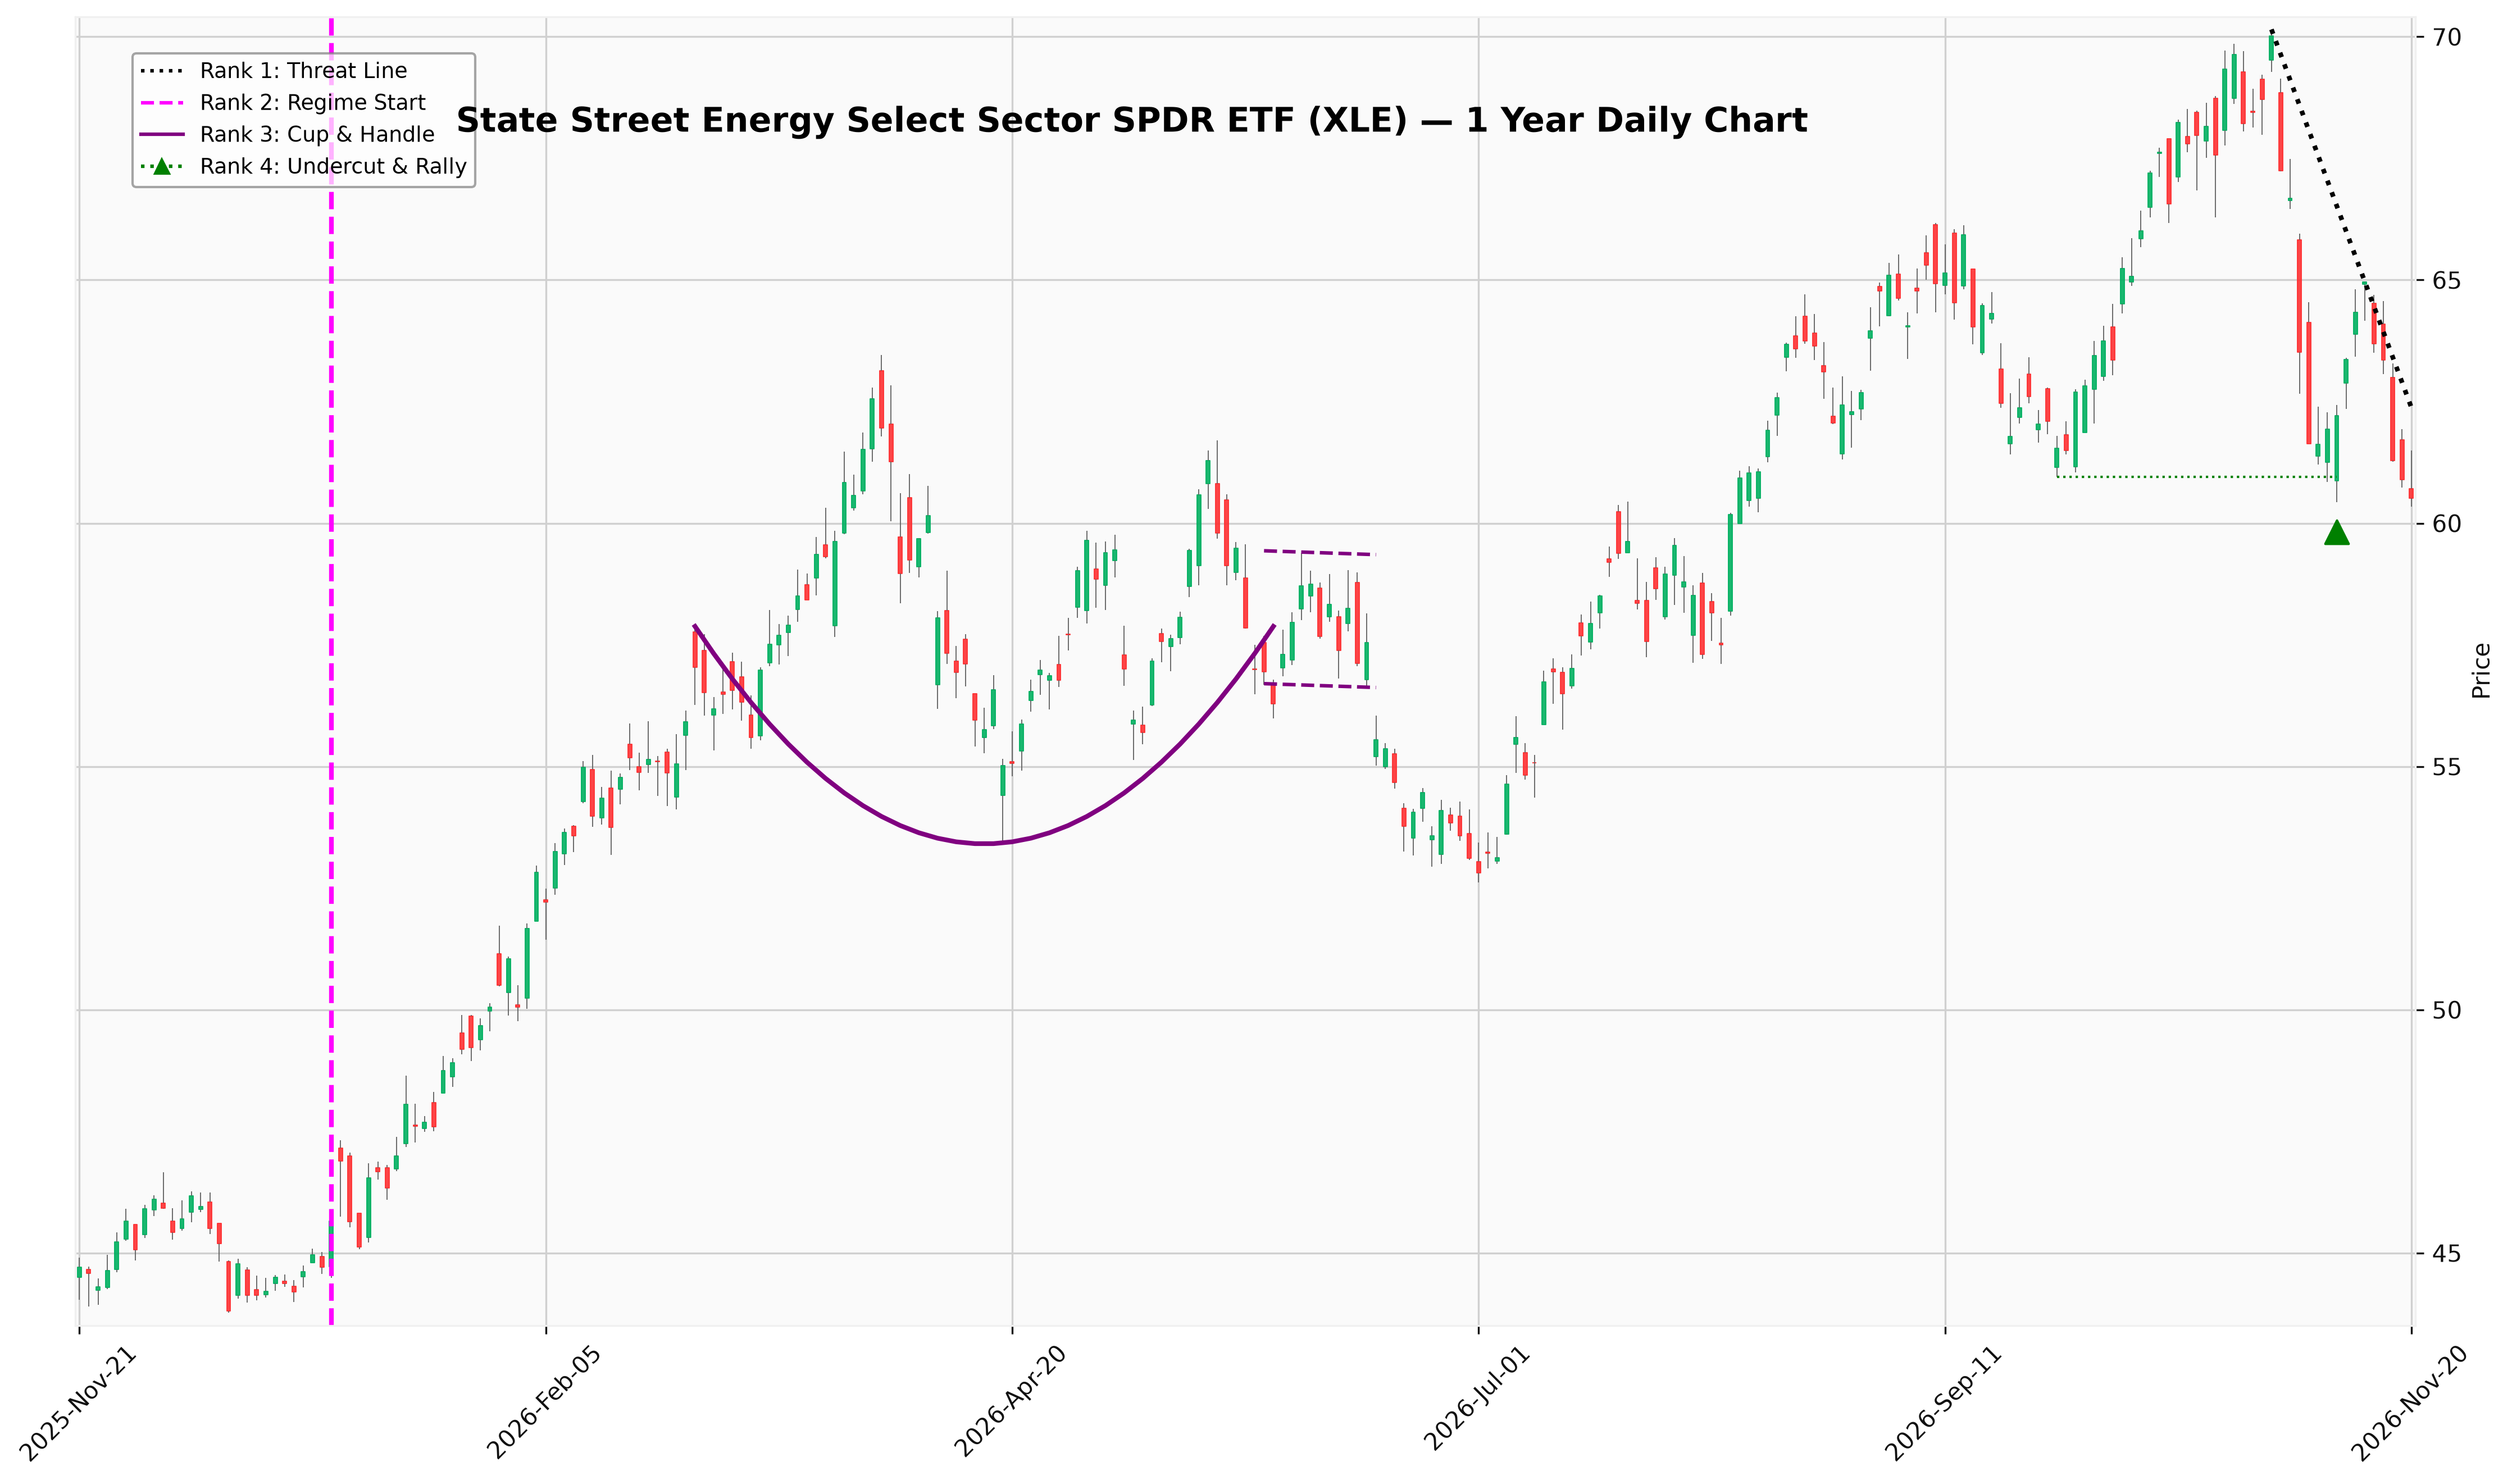 State Street Energy Select Sector SPDR ETF (XLE) — 1 Year Daily Chart
Rank 1: Threat Line
Rank 2: Regime Start
Rank 3: Cup & Handle
Rank 4: Undercut & Rally
70
65
60
55
50
45
Price
2025-Nov-21
2026-Feb-05
2026-Apr-20
2026-Jul-01
2026-Sep-11
2026-Nov-20